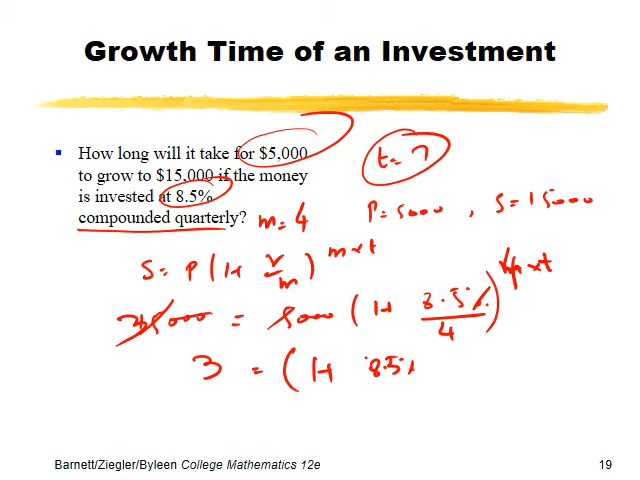 Growth Time of an Investment
▪ How long will it take for $5,000
to grow to $15,000 if the money
is invested at 8.5%
compounded quarterly?
t= ?
m= 4 P=5000 , S=15000
S= P(1+ r/m)^m×t
= 5000 (1+ 8.5%/4)
3 = (1+ 8.5%
Barnett/Ziegler/Byleen College Mathematics 12e 19